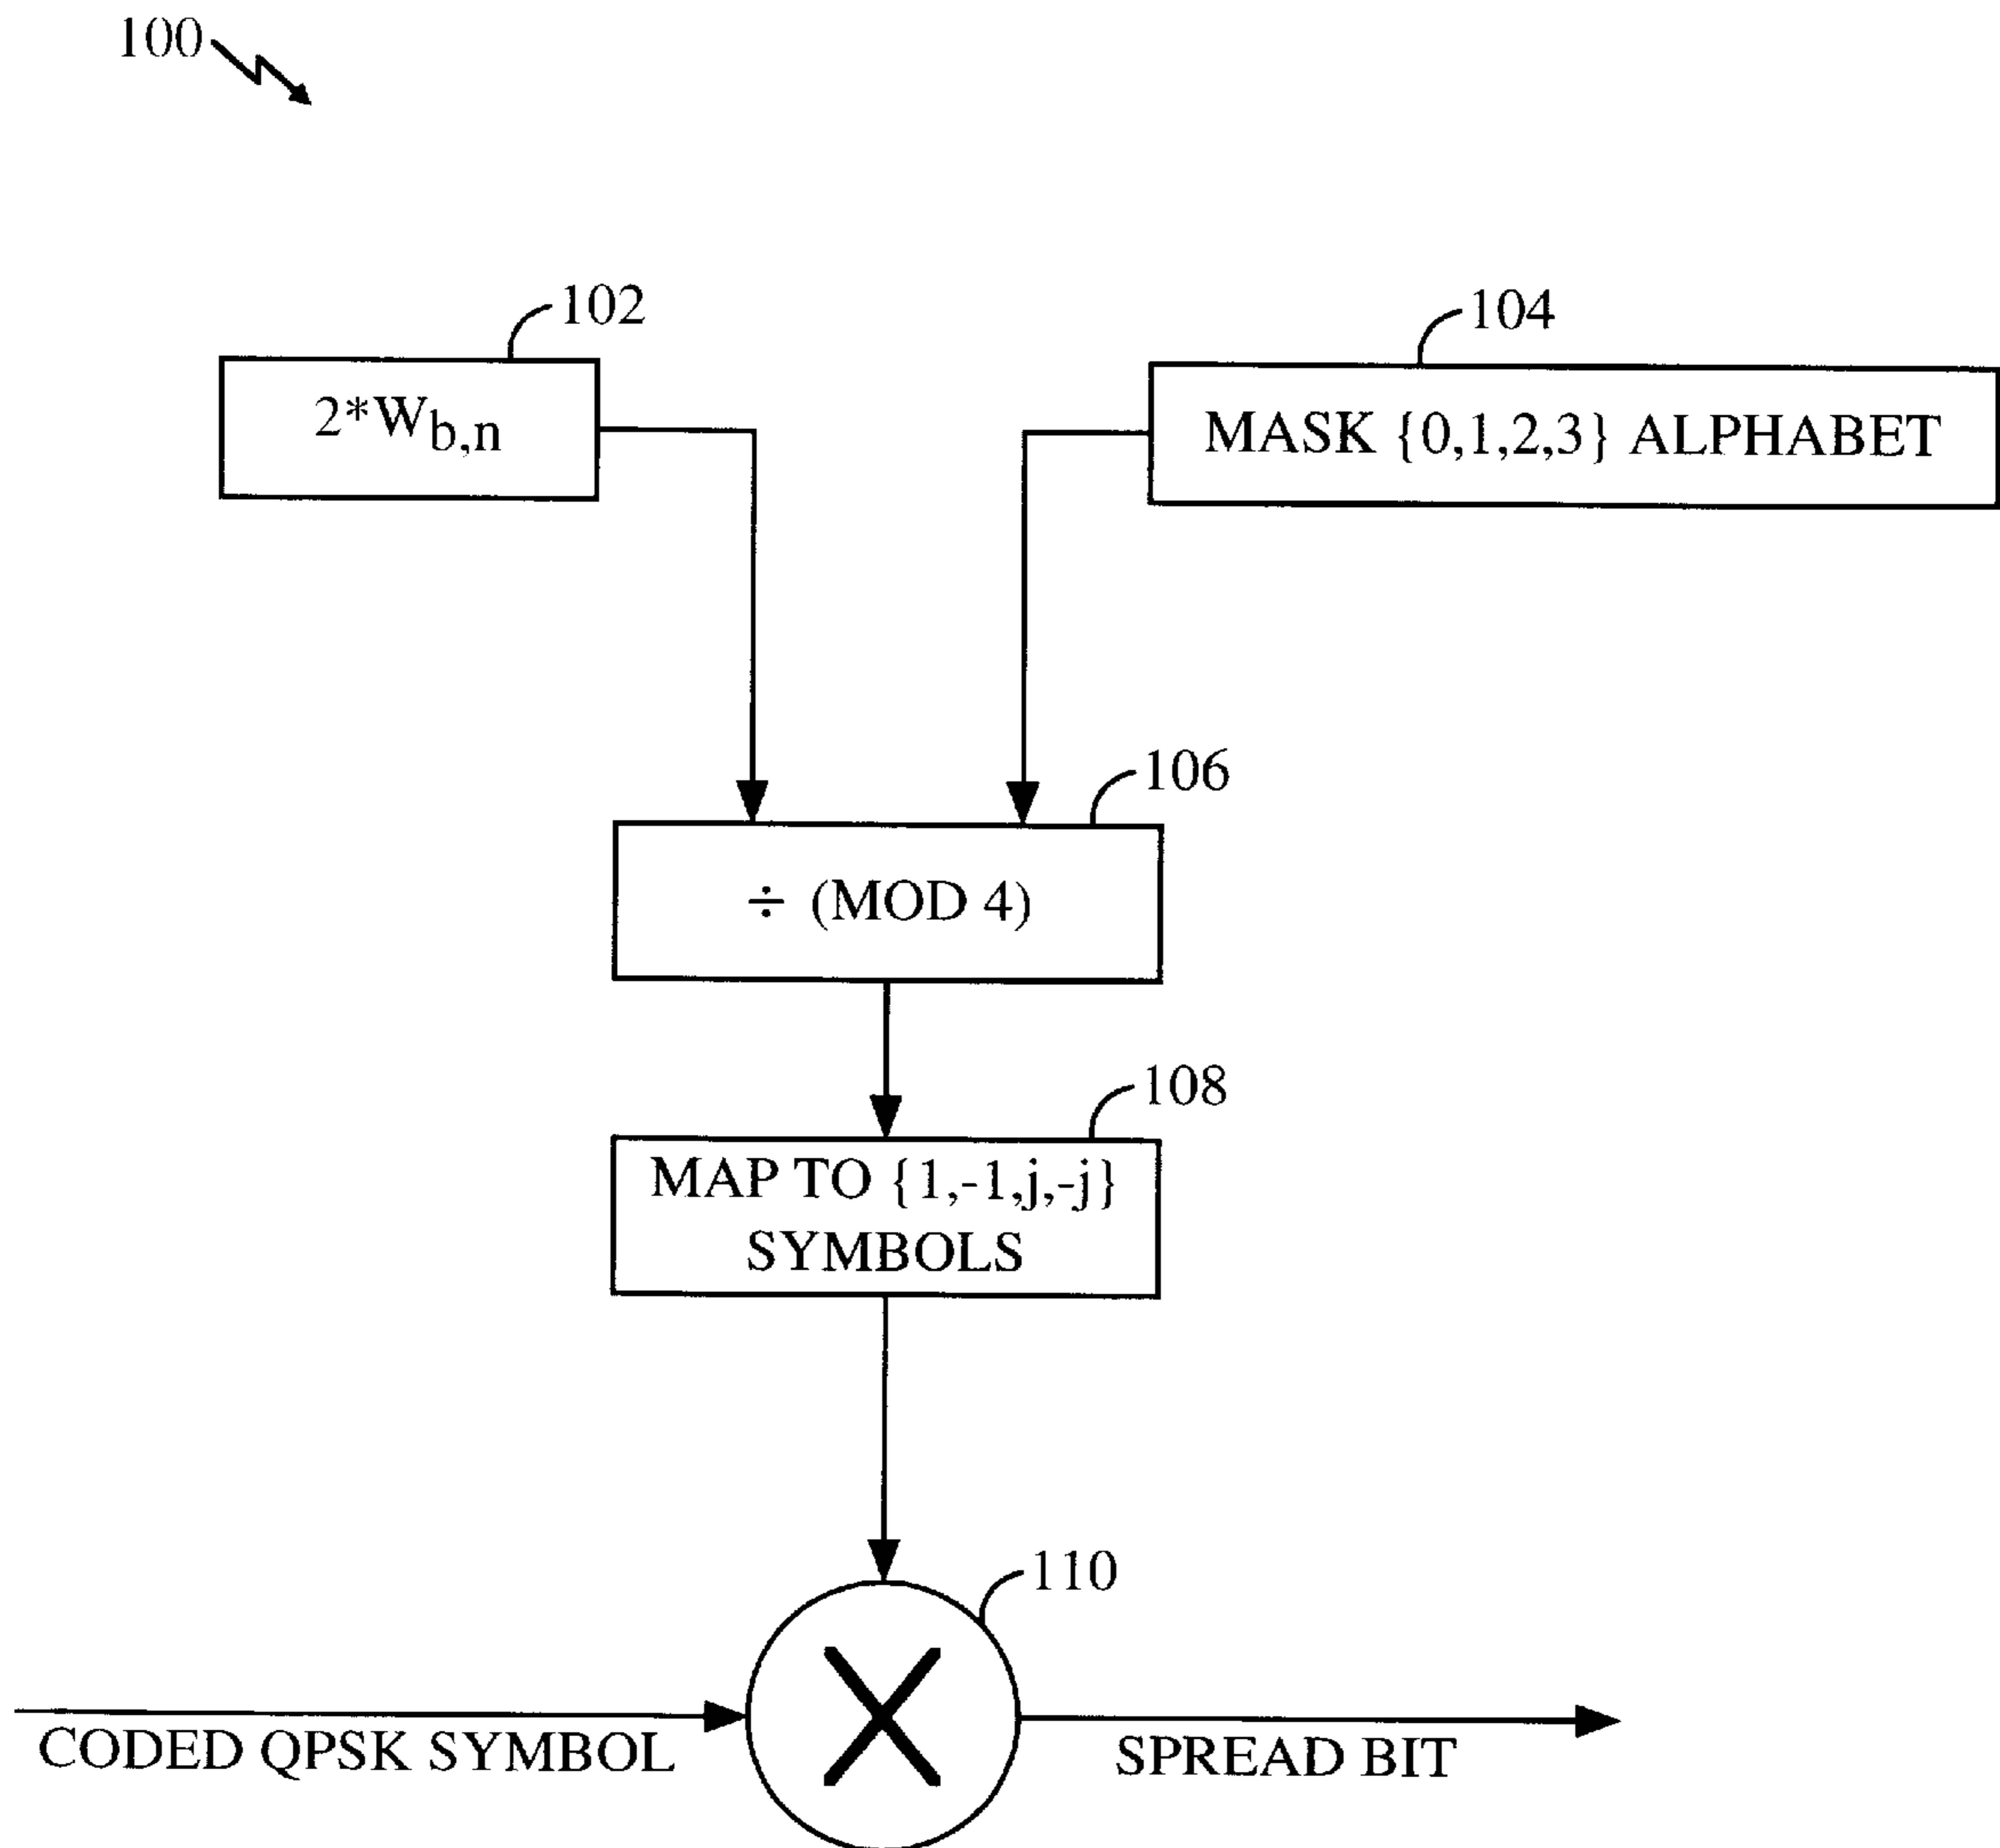 100
102
104
2*Wb,n
MASK {0,1,2,3} ALPHABET
106
÷ (MOD 4)
108
MAP TO {1,-1,j,-j}
SYMBOLS
110
CODED QPSK SYMBOL
SPREAD BIT